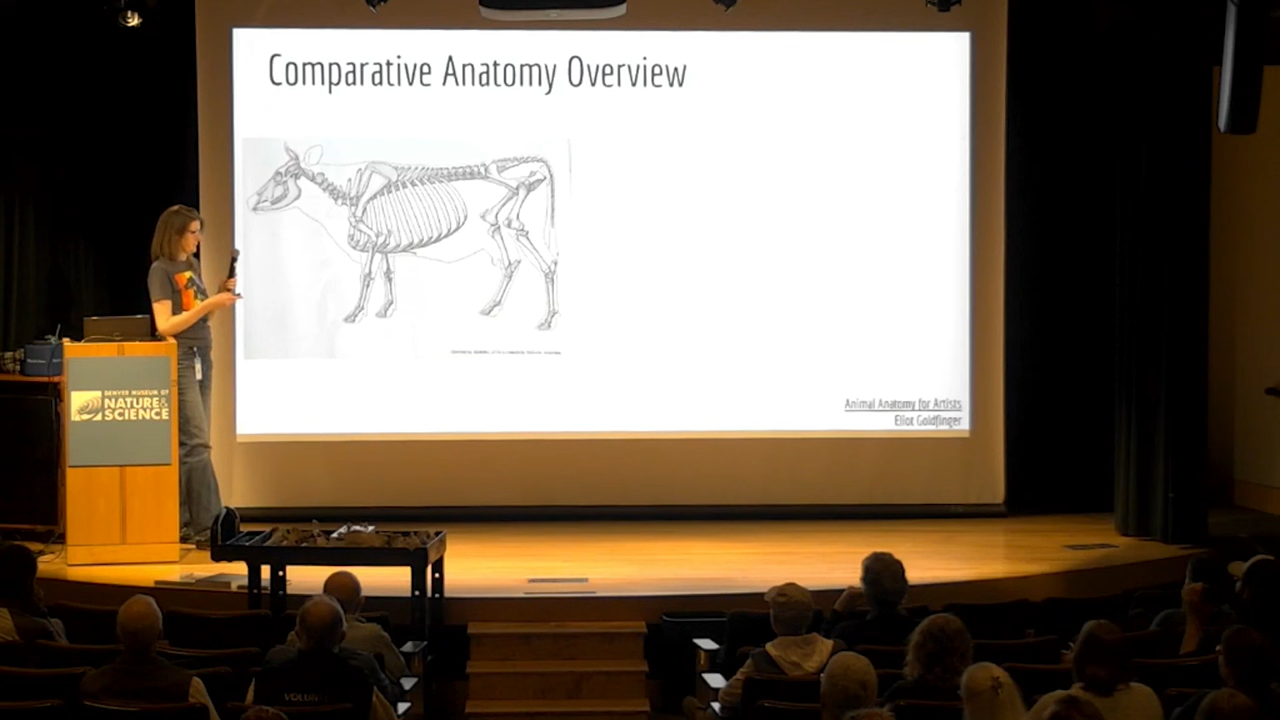 Comparative Anatomy Overview
Animal Anatomy for Artists
Eliot Goldfinger
DENVER MUSEUM OF
NATURE &
SCIENCE